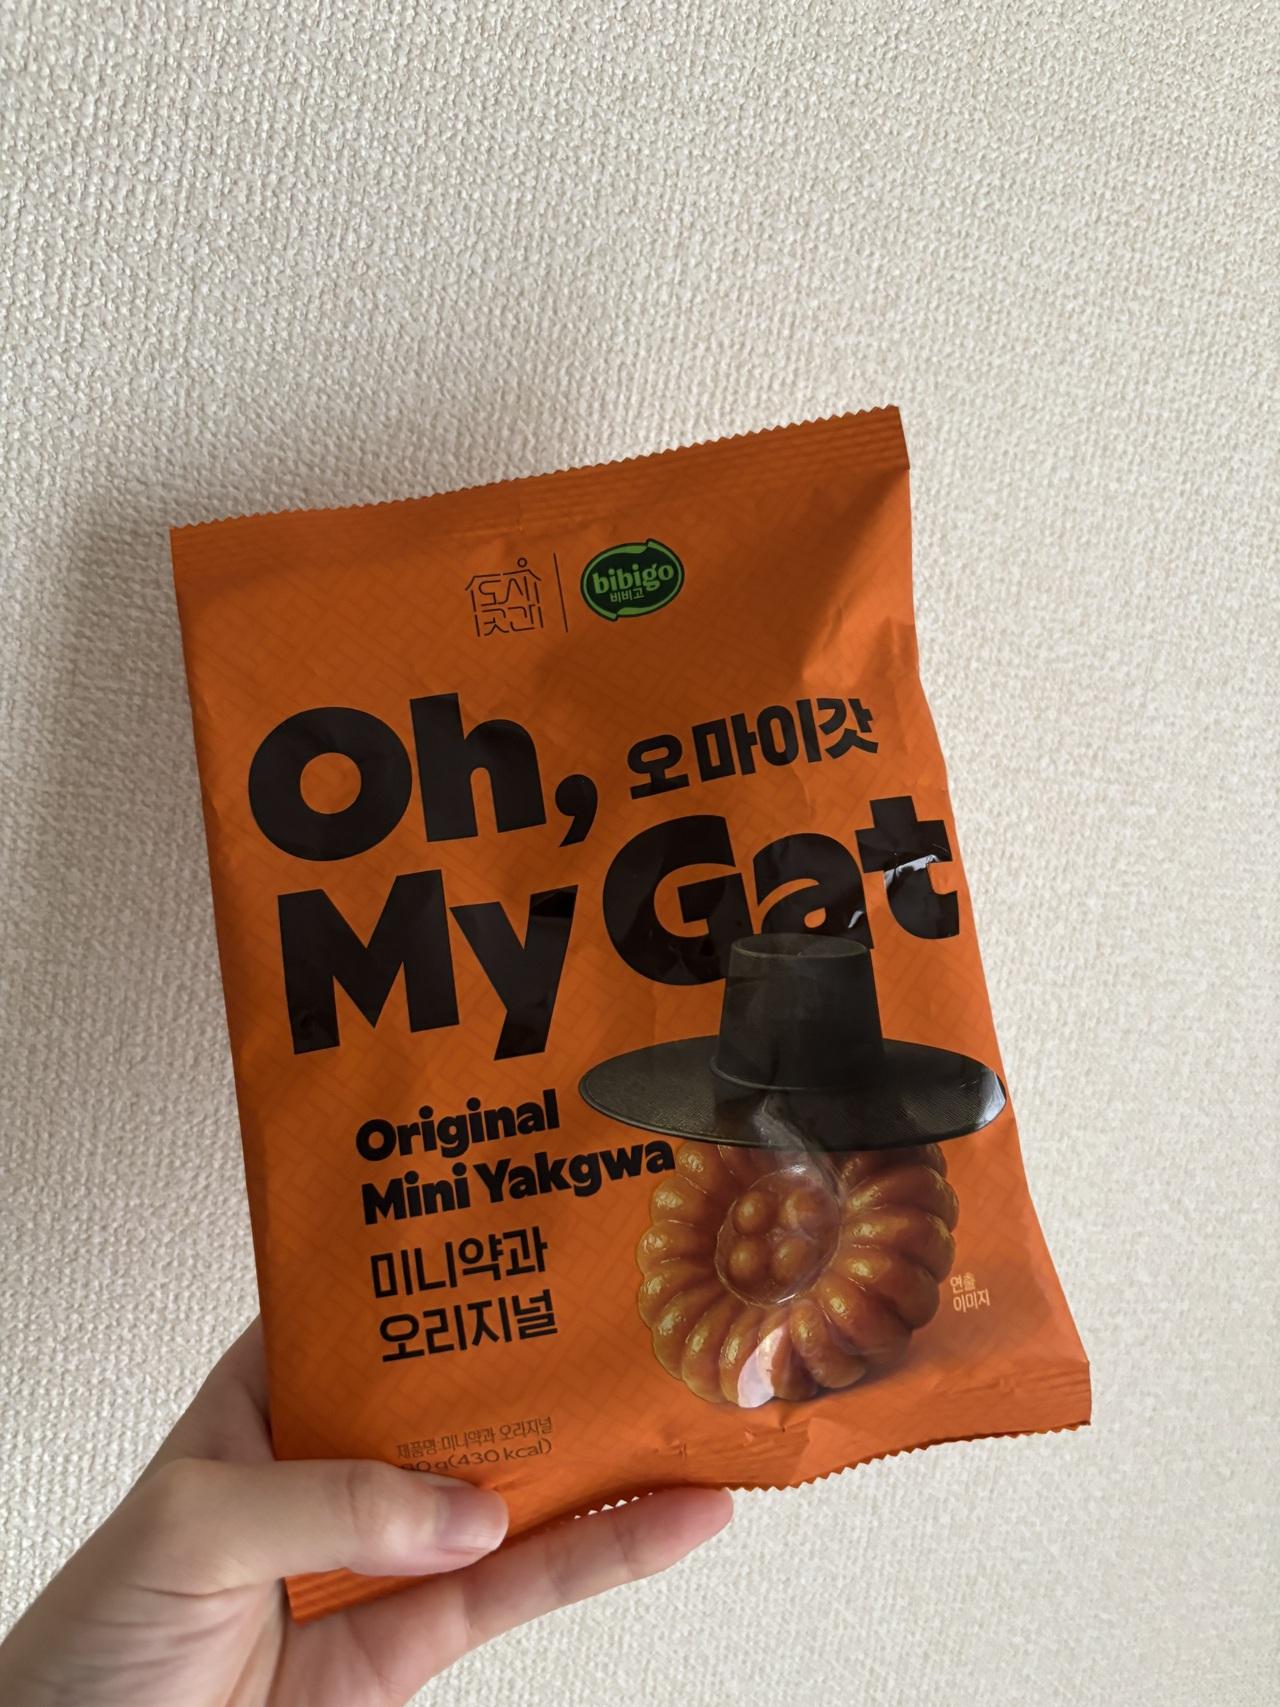 도시
곳간
bibigo
비비고
Oh,
오마이갓
My Gat
Original
Mini Yakgwa
미니약과
오리지널
연출
이미지
제품명:미니약과 오리지널
(430 kcal)